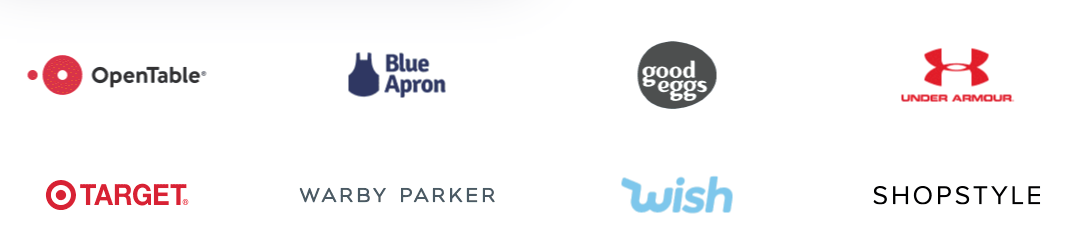 OpenTable®
Blue
Apron
good
eggs
UNDER ARMOUR
TARGET®
WARBY PARKER
wish
SHOPSTYLE